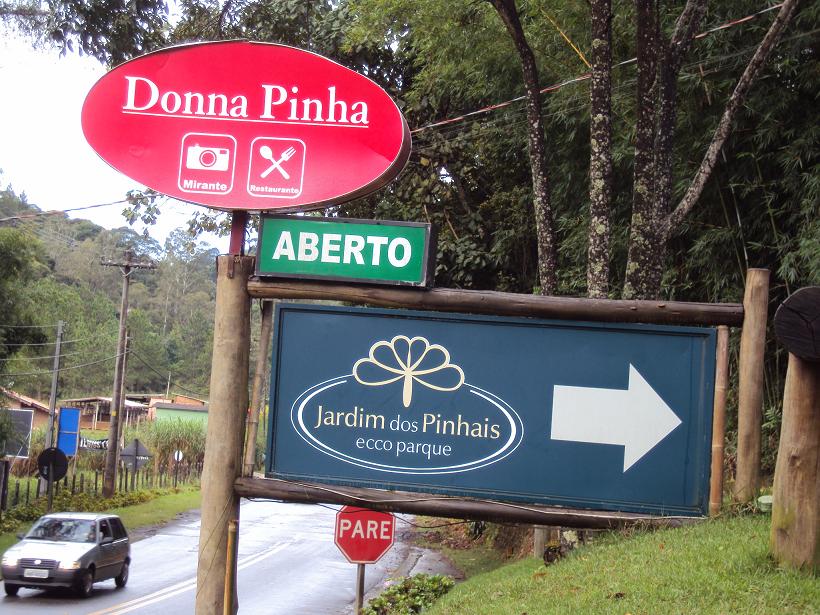 Donna Pinha
Mirante
Restaurante
ABERTO
Jardim dos Pinhais
ecco parque
PARE